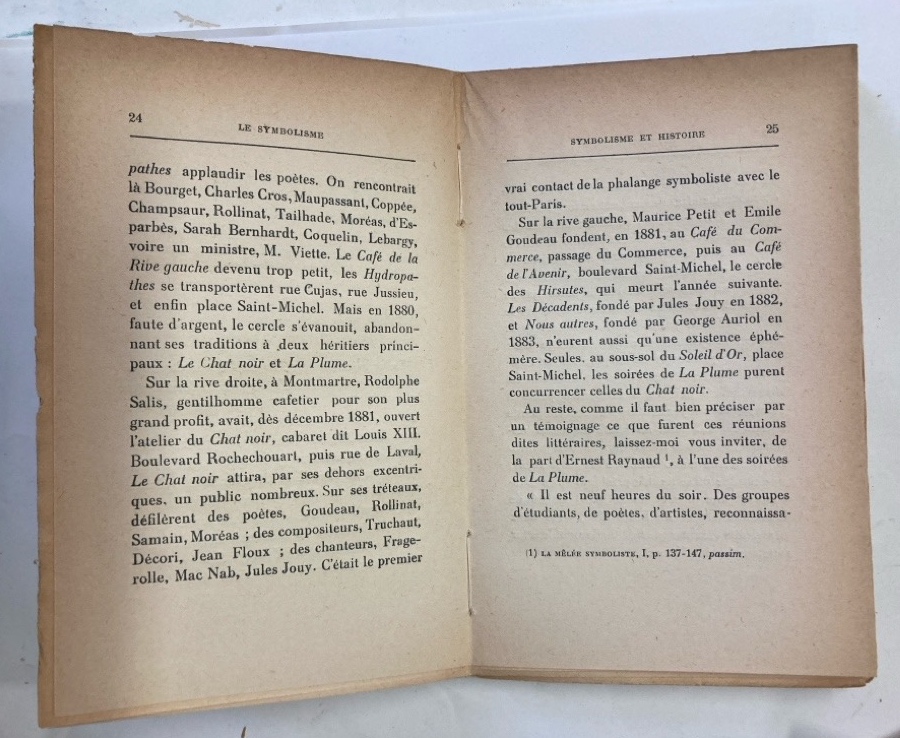 24
LE SYMBOLISME
pathes applaudir les poètes. On rencontrait
là Bourget, Charles Cros, Maupassant, Coppée,
Champsaur, Rollinat, Tailhade, Moréas, d'Es-
parbès, Sarah Bernhardt, Coquelin, Lebargy,
voire un ministre, M. Viette. Le Café de la
Rive gauche devenu trop petit, les Hydropa-
thes se transportèrent rue Cujas, rue Jussieu,
et enfin place Saint-Michel. Mais en 1880,
faute d'argent, le cercle s'évanouit, abandon-
nant ses traditions à deux héritiers princi-
paux : Le Chat noir et La Plume.
Sur la rive droite, à Montmartre, Rodolphe
Salis, gentilhomme cafetier pour son plus
grand profit, avait, dès décembre 1881, ouvert
l'atelier du Chat noir, cabaret dit Louis XIII.
Boulevard Rochechouart, puis rue de Laval,
Le Chat noir attira, par ses dehors excentri-
ques, un public nombreux. Sur ses tréteaux,
défilèrent des poètes, Goudeau, Rollinat,
Samain, Moréas ; des compositeurs, Truchaut,
Décori, Jean Floux ; des chanteurs, Frage-
rolle, Mac Nab, Jules Jouy. C'était le premier
SYMBOLISME ET HISTOIRE
25
vrai contact de la phalange symboliste avec le
tout-Paris.
Sur la rive gauche, Maurice Petit et Emile
Goudeau fondent, en 1881, au Café du Com-
merce, passage du Commerce, puis au Café
de l'Avenir, boulevard Saint-Michel, le cercle
des Hirsutes, qui meurt l'année suivante.
Les Décadents, fondé par Jules Jouy en 1882,
et Nous autres, fondé par George Auriol en
1883, n'eurent aussi qu'une existence éphé-
mère. Seules, au sous-sol du Soleil d'Or, place
Saint-Michel, les soirées de La Plume purent
concurrencer celles du Chat noir.
Au reste, comme il faut bien préciser par
un témoignage ce que furent ces réunions
dites littéraires, laissez-moi vous inviter, de
la part d'Ernest Raynaud ¹, à l'une des soirées
de La Plume.
« Il est neuf heures du soir. Des groupes
d'étudiants, de poètes, d'artistes, reconnaissa-
(1) LA MÊLÉE SYMBOLISTE, I, p. 137-147, passim.